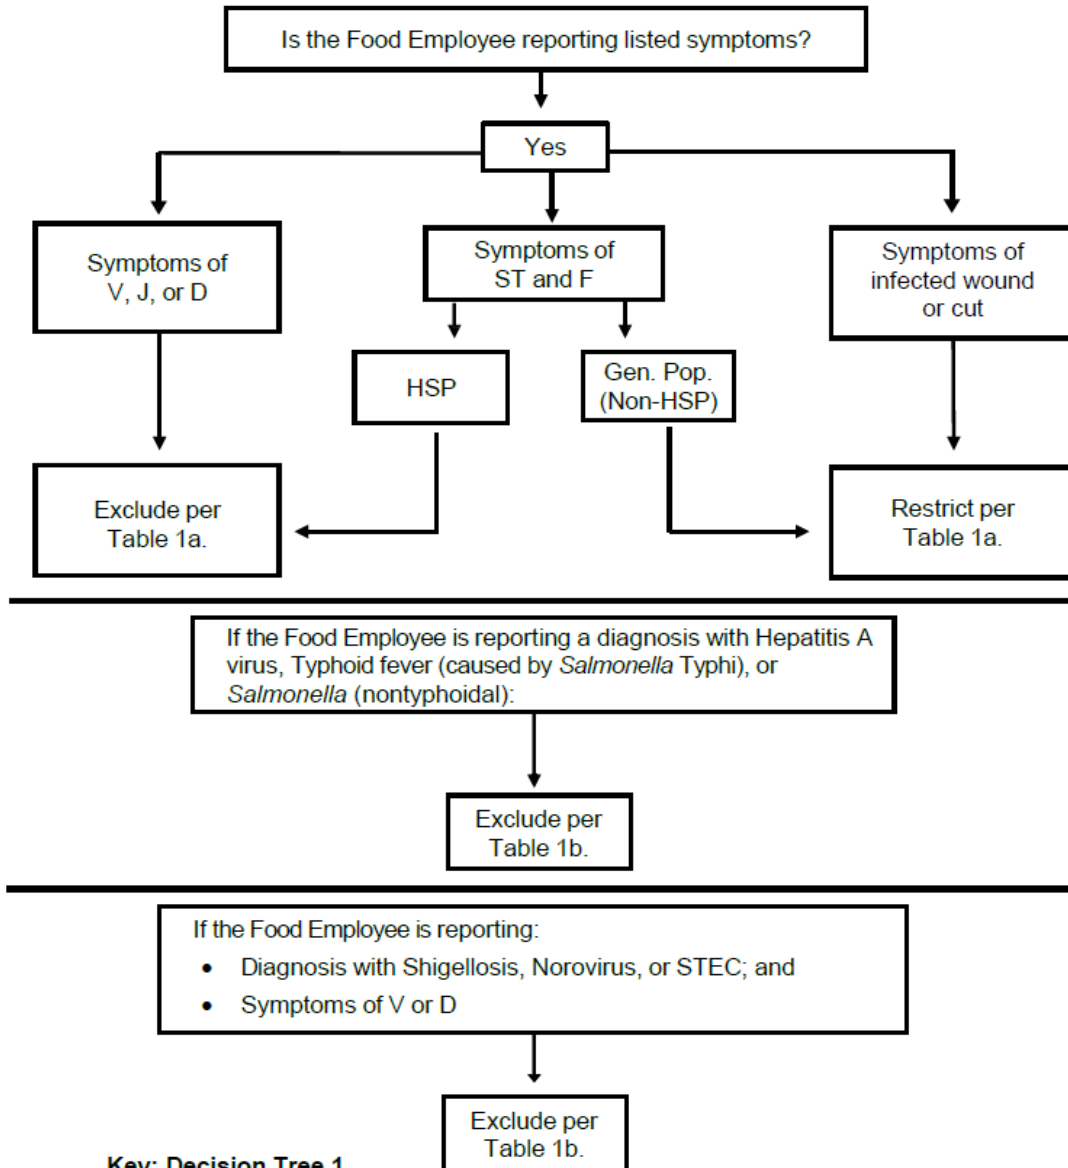 Is the Food Employee reporting listed symptoms?
Yes
Symptoms of
V, J, or D
Symptoms of
ST and F
Symptoms of
infected wound
or cut
HSP
Gen. Pop.
(Non-HSP)
Exclude per
Table 1a.
Restrict per
Table 1a.
If the Food Employee is reporting a diagnosis with Hepatitis A
virus, Typhoid fever (caused by Salmonella Typhi), or
Salmonella (nontyphoidal):
Exclude per
Table 1b.
If the Food Employee is reporting:
• Diagnosis with Shigellosis, Norovirus, or STEC; and
• Symptoms of V or D
Exclude per
Table 1b.
Key: Decision Tree 1